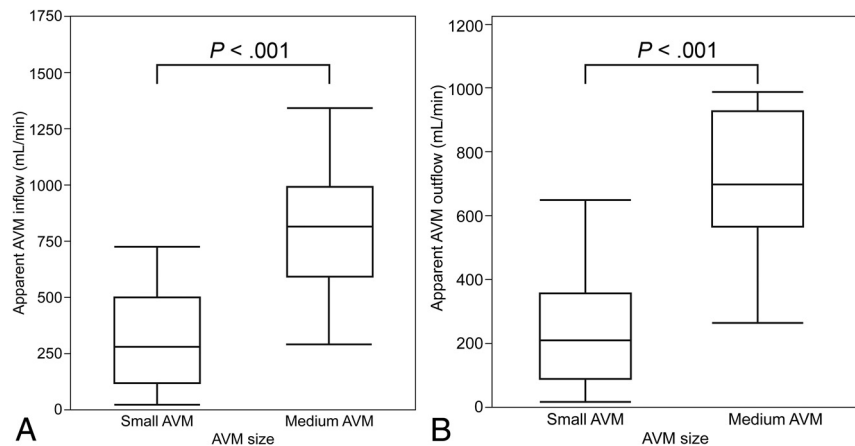 1750
1500
1250
1000
750
500
250
0
Apparent AVM inflow (mL/min)
P < .001
Small AVM
Medium AVM
AVM size
A
1200
1000
800
600
400
200
0
Apparent AVM outflow (mL/min)
P < .001
Small AVM
Medium AVM
AVM size
B